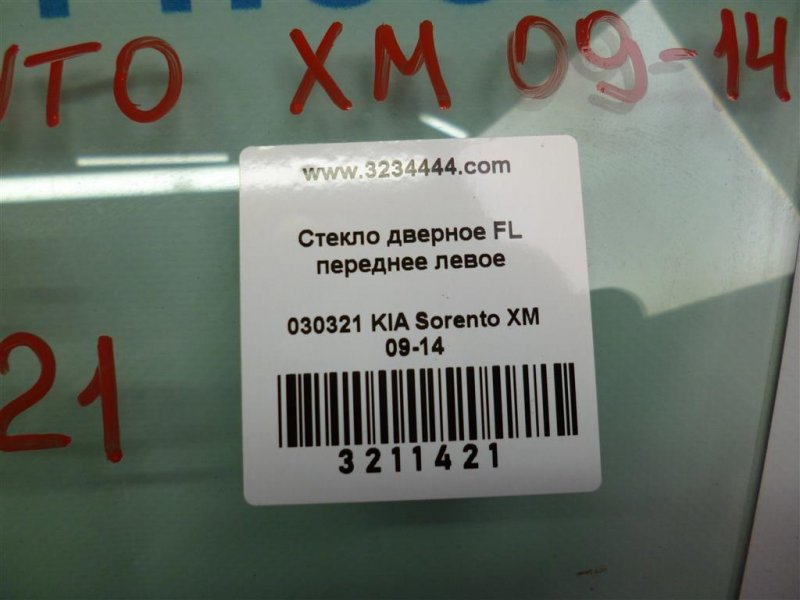 XM 09-14
www.3234444.com
Стекло дверное FL
переднее левое
030321 KIA Sorento XM
09-14
21
3211421